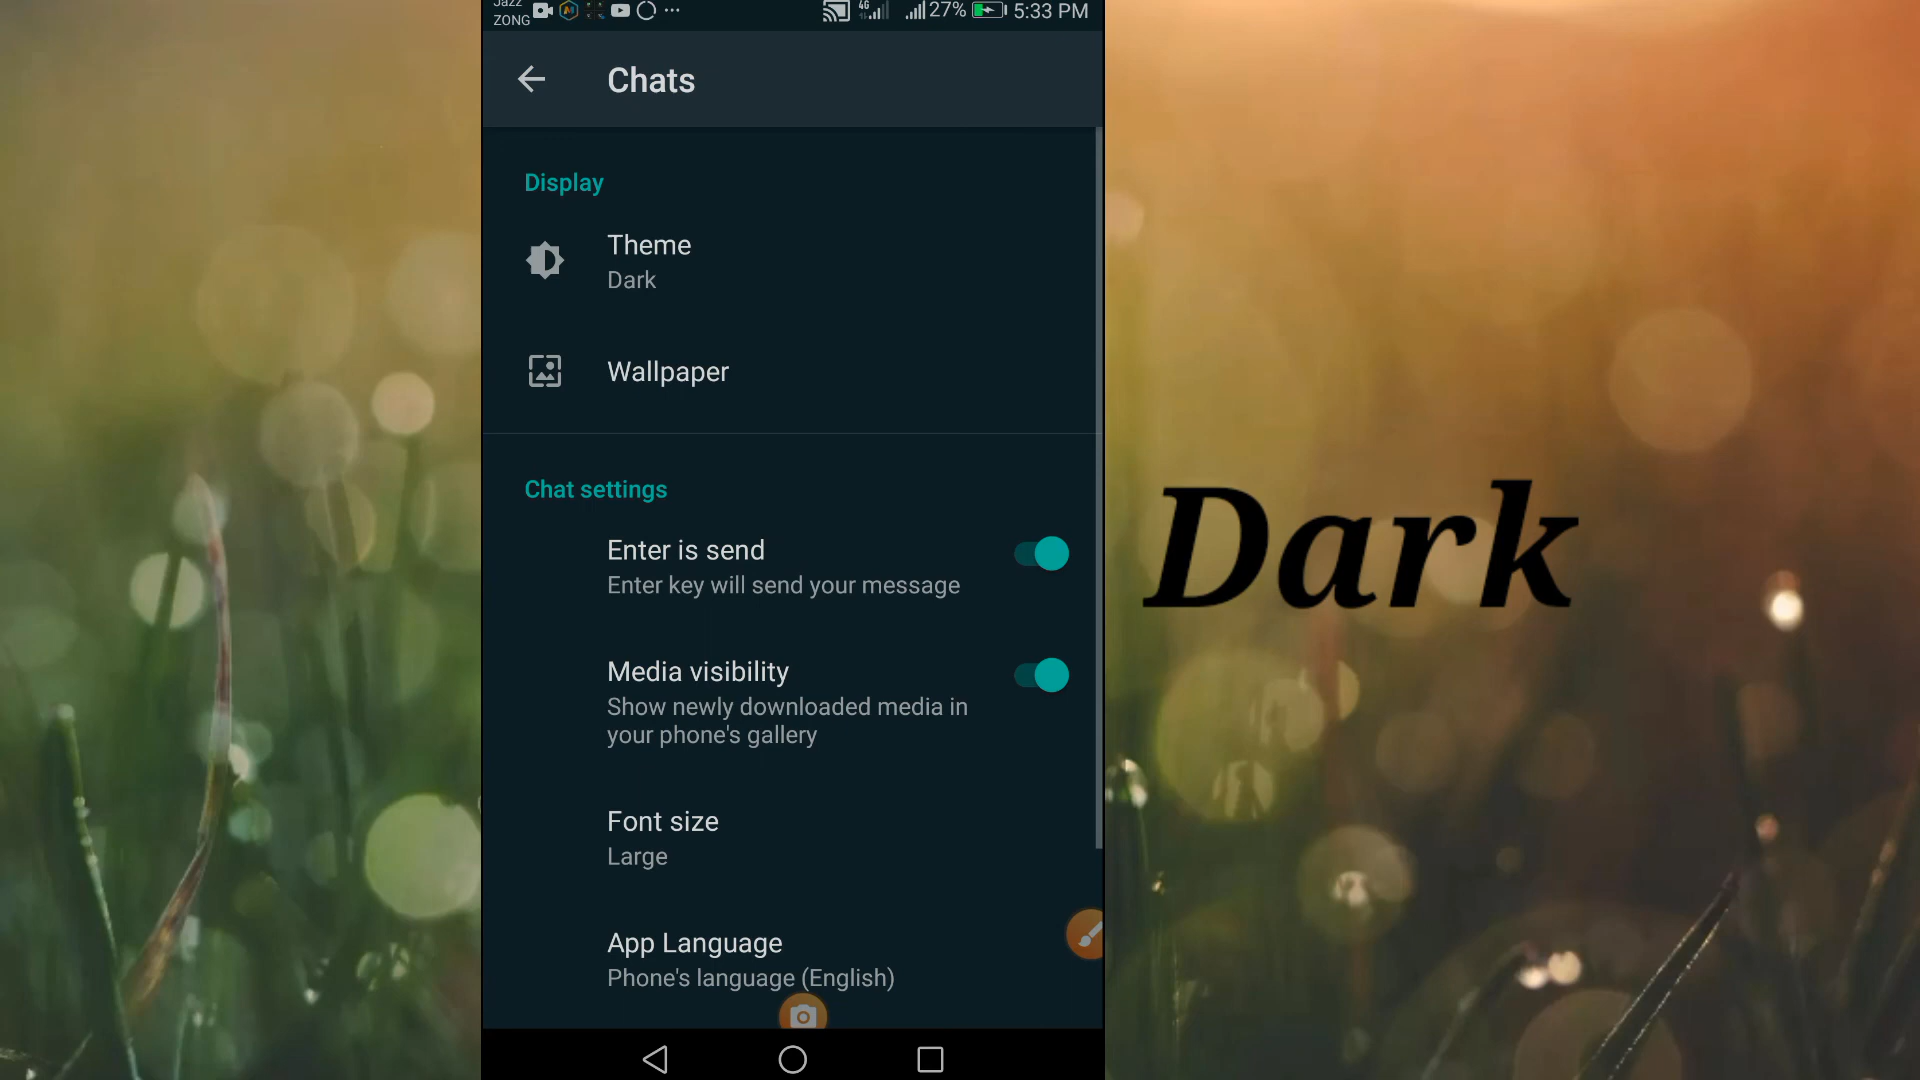 Jazz
ZONG
4G
27%
5:33 PM
Chats
Display
Theme
Dark
Wallpaper
Chat settings
Enter is send
Enter key will send your message
Media visibility
Show newly downloaded media in
your phone's gallery
Font size
Large
App Language
Phone's language (English)
Dark